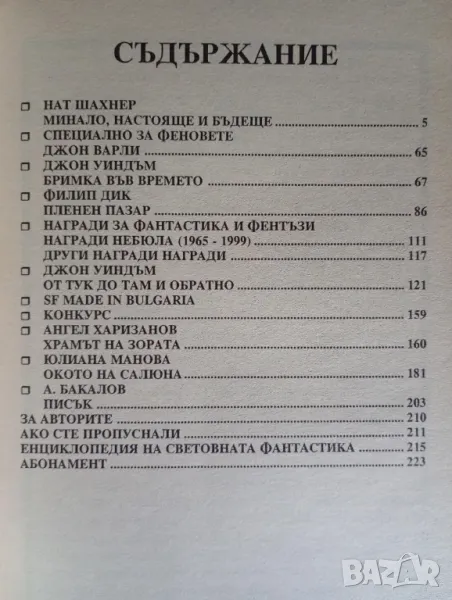 СЪДЪРЖАНИЕ
НАТ ШАХНЕР
МИНАЛО, НАСТОЯЩЕ И БЪДЕЩЕ 5
СПЕЦИАЛНО ЗА ФЕНОВЕТЕ
ДЖОН ВАРЛИ 65
ДЖОН УИНДЪМ
БРИМКА ВЪВ ВРЕМЕТО 67
ФИЛИП ДИК
ПЛЕНЕН ПАЗАР 86
НАГРАДИ ЗА ФАНТАСТИКА И ФЕНТЪЗИ
НАГРАДИ НЕБЮЛА (1965 - 1999) 111
ДРУГИ НАГРАДИ НАГРАДИ 117
ДЖОН УИНДЪМ
ОТ ТУК ДО ТАМ И ОБРАТНО 121
SF MADE IN BULGARIA
КОНКУРС 159
АНГЕЛ ХАРИЗАНОВ
ХРАМЪТ НА ЗОРАТА 160
ЮЛИАНА МАНОВА
ОКОТО НА САЛЮНА 181
А. БАКАЛОВ
ПИСЪК 203
ЗА АВТОРИТЕ 210
АКО СТЕ ПРОПУСНАЛИ 211
ЕНЦИКЛОПЕДИЯ НА СВЕТОВНАТА ФАНТАСТИКА 215
АБОНАМЕНТ 223
BAZAR